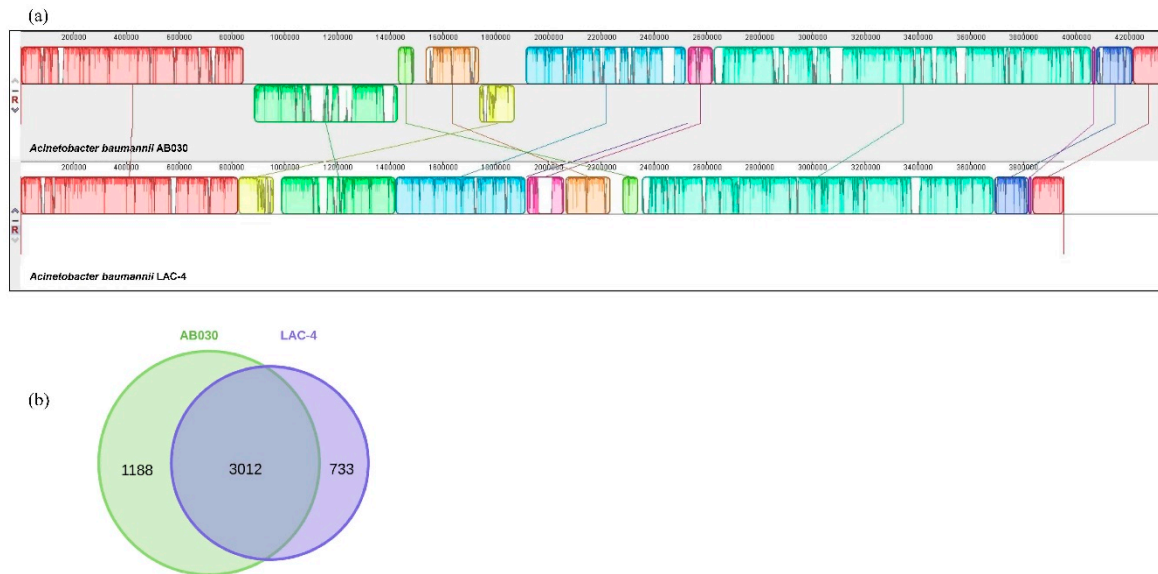 (a)
200000 400000 600000 800000 1000000 1200000 1400000 1600000 1800000 2000000 2200000 2400000 2600000 2800000 3000000 3200000 3400000 3600000 3800000 4000000 4200000
R
Acinetobacter baumannii AB030
200000 400000 600000 800000 1000000 1200000 1400000 1600000 1800000 2000000 2200000 2400000 2600000 2800000 3000000 3200000 3400000 3600000 3800000
R
Acinetobacter baumannii LAC-4
AB030 LAC-4
(b)
1188 3012 733